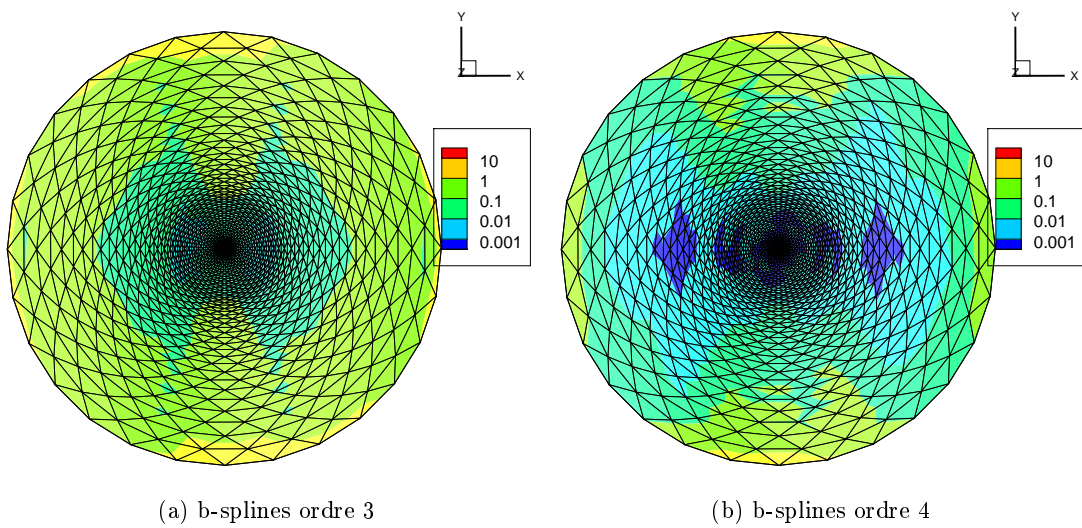 Y
Z
X
10
1
0.1
0.01
0.001
(a) b-splines ordre 3
Y
Z
X
10
1
0.1
0.01
0.001
(b) b-splines ordre 4